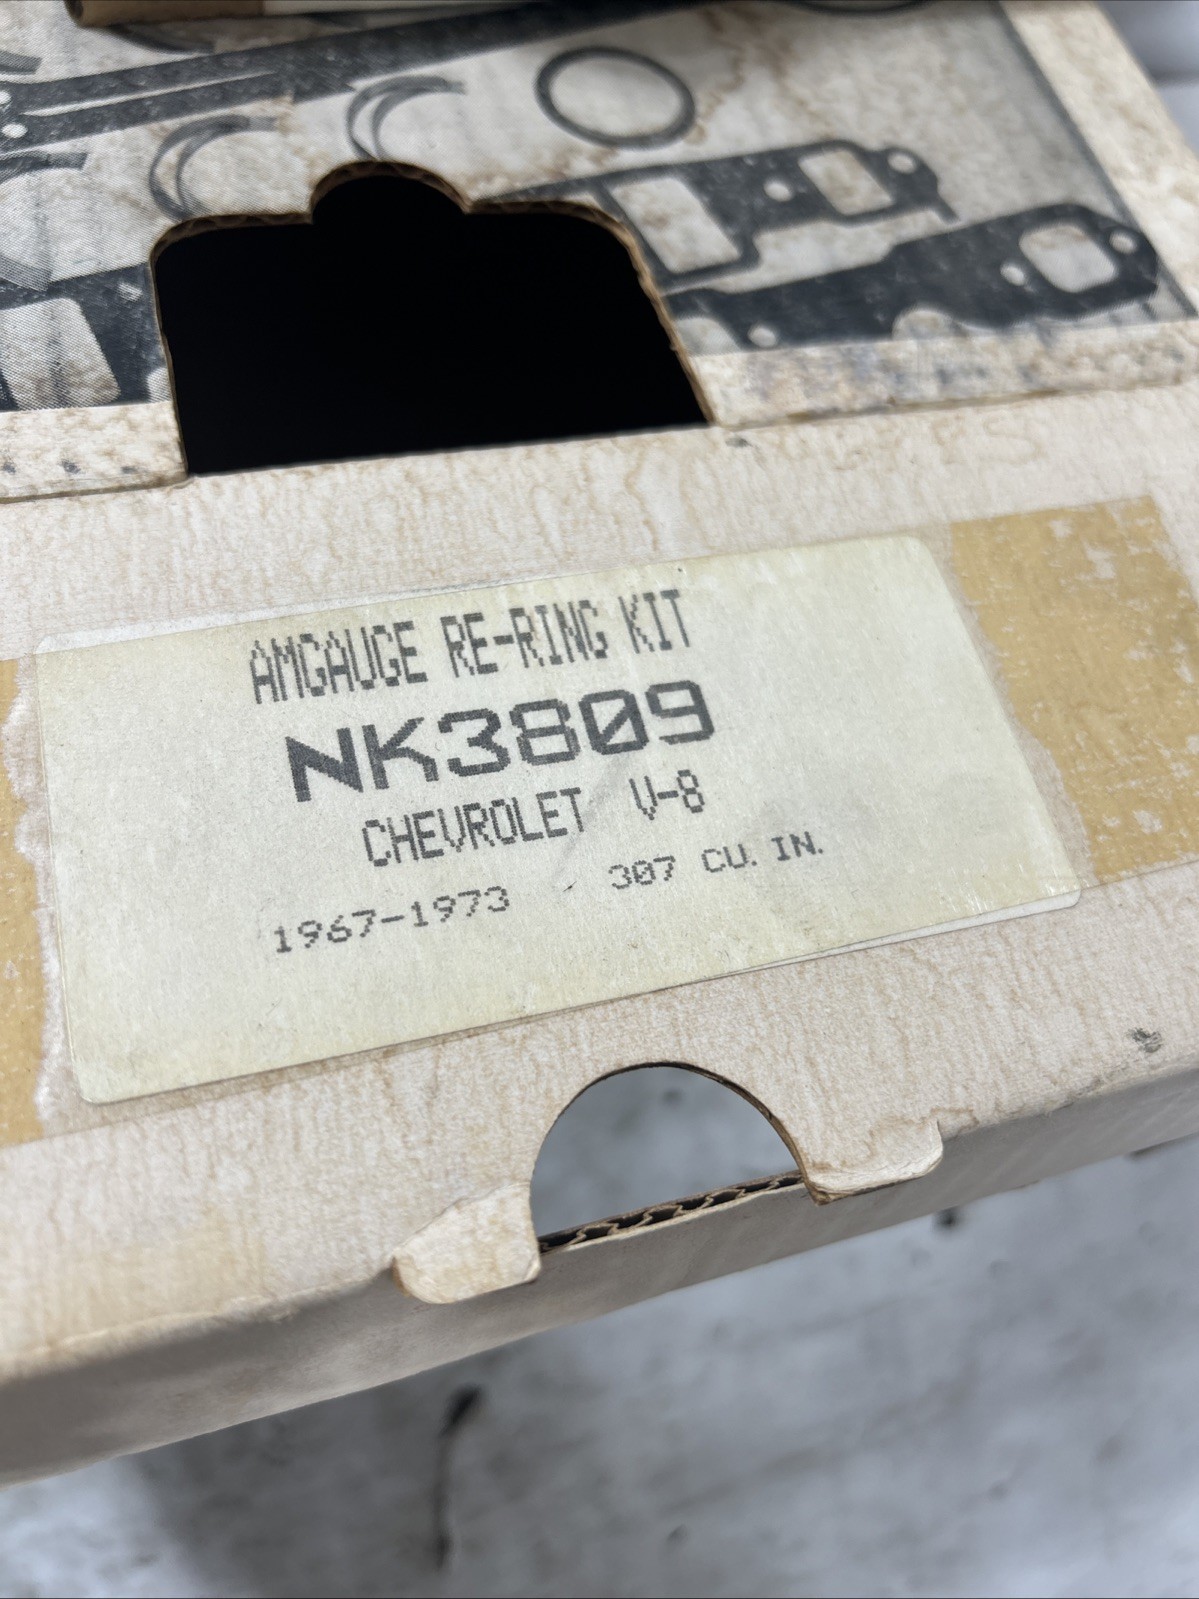 AMGAUGE RE-RING KIT
NK3809
CHEVROLET V-8
1967-1973 307 CU. IN.